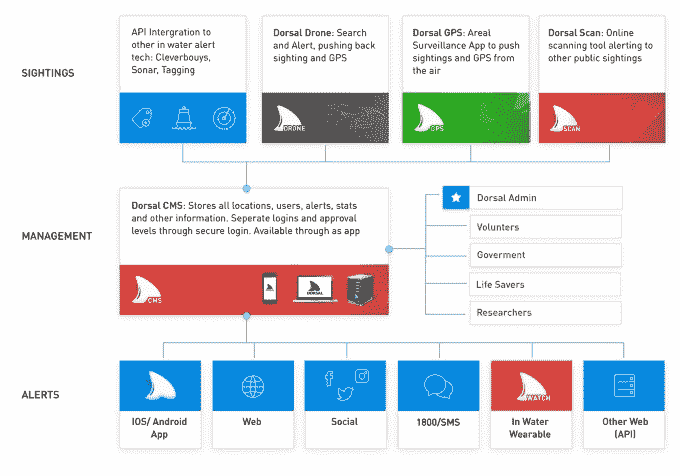 SIGHTINGS
API Intergration to
other in water alert
tech: Cleverbouys,
Sonar, Tagging
Dorsal Drone: Search
and Alert, pushing back
sighting and GPS
DRONE
Dorsal GPS: Areal
Surveillance App to push
sightings and GPS from
the air
GPS
Dorsal Scan: Online
scanning tool alerting to
other public sightings
SCAN
MANAGEMENT
Dorsal CMS: Stores all locations, users, alerts, stats
and other information. Seperate logins and approval
levels through secure login. Available through as app
CMS
DORSAL
Dorsal Admin
Volunters
Goverment
Life Savers
Researchers
ALERTS
IOS/ Android
App
Web
Social
1800/SMS
WATCH
In Water
Wearable
Other Web
(API)